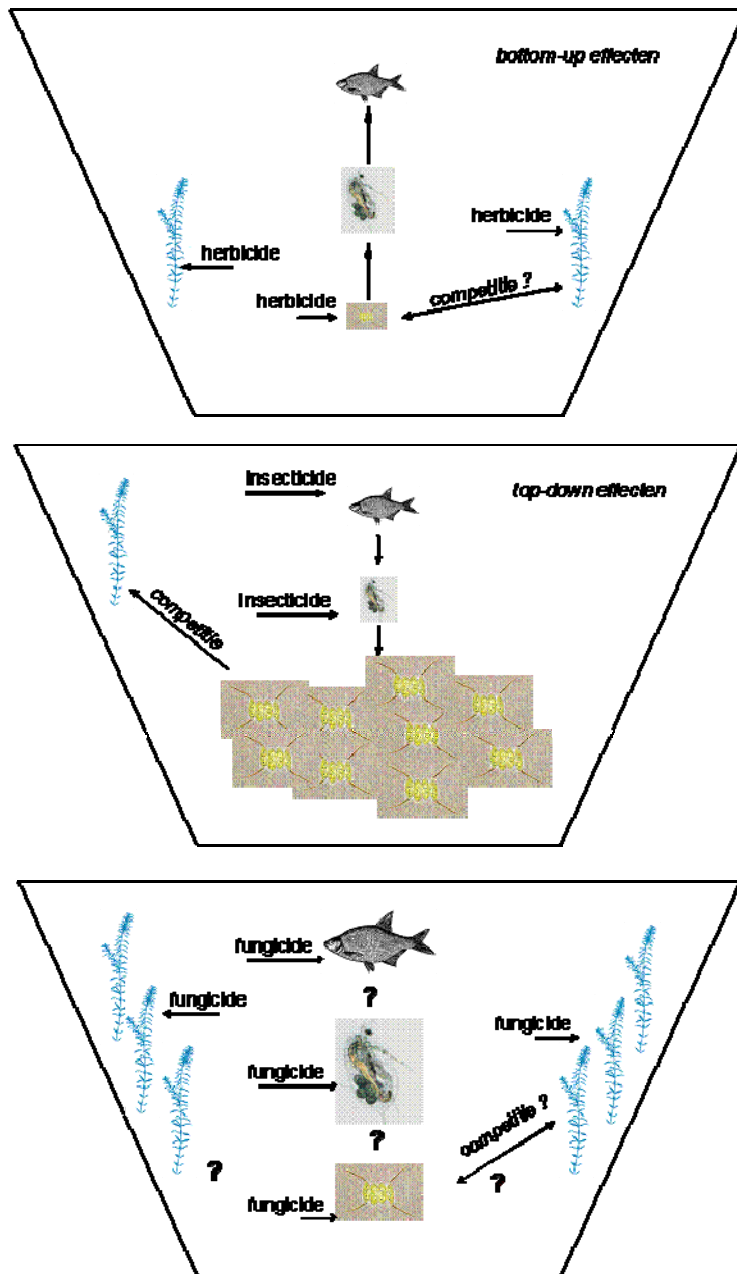 bottom-up effecten
herbicide
herbicide
herbicide
competitie ?
insecticide
top-down effecten
insecticide
competitie
fungicide
fungicide
?
fungicide
fungicide
?
competitie ?
?
?
fungicide